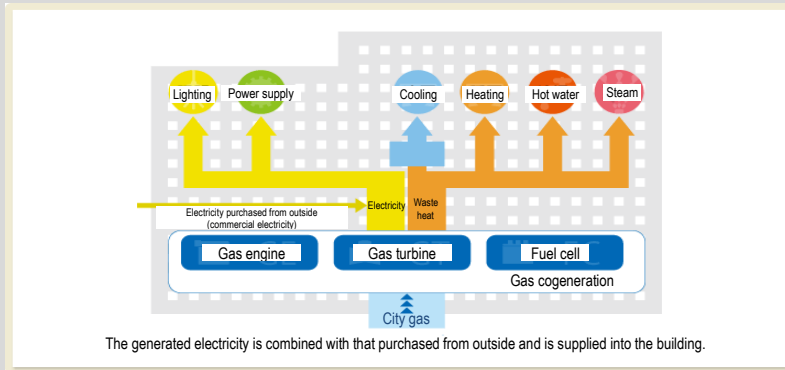 Lighting
Power supply
Cooling
Heating
Hot water
Steam
Electricity
Waste
heat
Electricity purchased from outside
(commercial electricity)
Gas engine
Gas turbine
Fuel cell
Gas cogeneration
City gas
The generated electricity is combined with that purchased from outside and is supplied into the building.